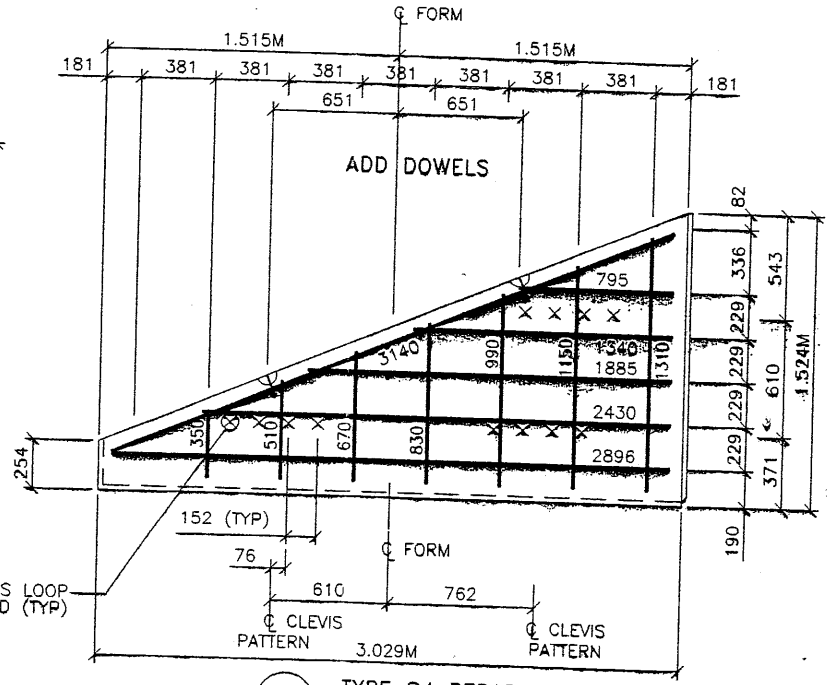 ℄ FORM
1.515M 1.515M
181 381 381 381 381 381 381 381 181
651 651
ADD DOWELS
82
336
543
795
229
3140
990
1150
1340
1310
229
610
1.524M
1885
229
2430
350
510
670
830
229
371
2896
254
190
152 (TYP)
℄ FORM
76
S LOOP
D (TYP)
610 762
℄ CLEVIS
PATTERN
℄ CLEVIS
PATTERN
3.029M